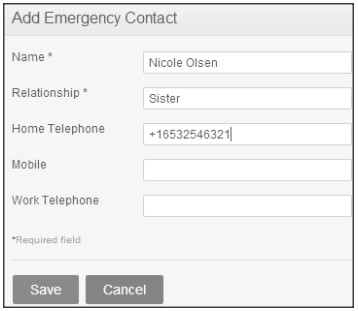 Add Emergency Contact
Name * Nicole Olsen
Relationship * Sister
Home Telephone +16532546321
Mobile
Work Telephone
*Required field
Save Cancel